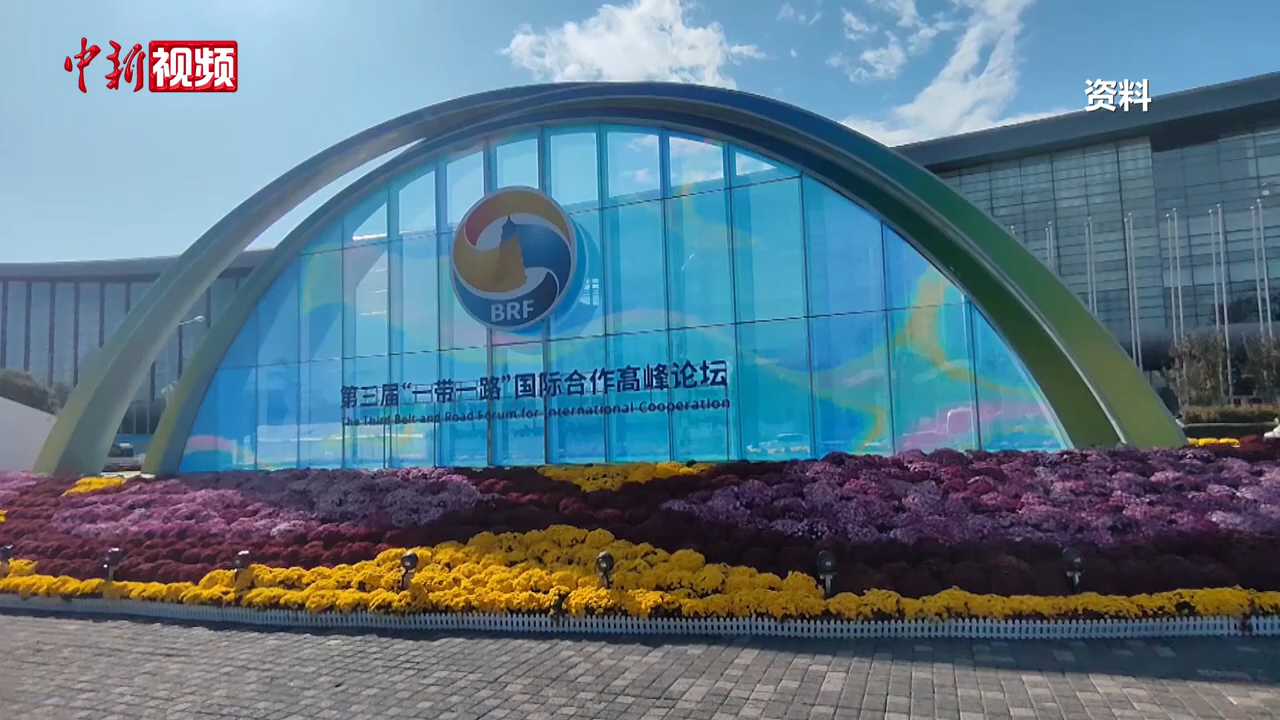 中新视频
资料
BRF
第三届“一带一路”国际合作高峰论坛
The Third Belt and Road Forum for International Cooperation